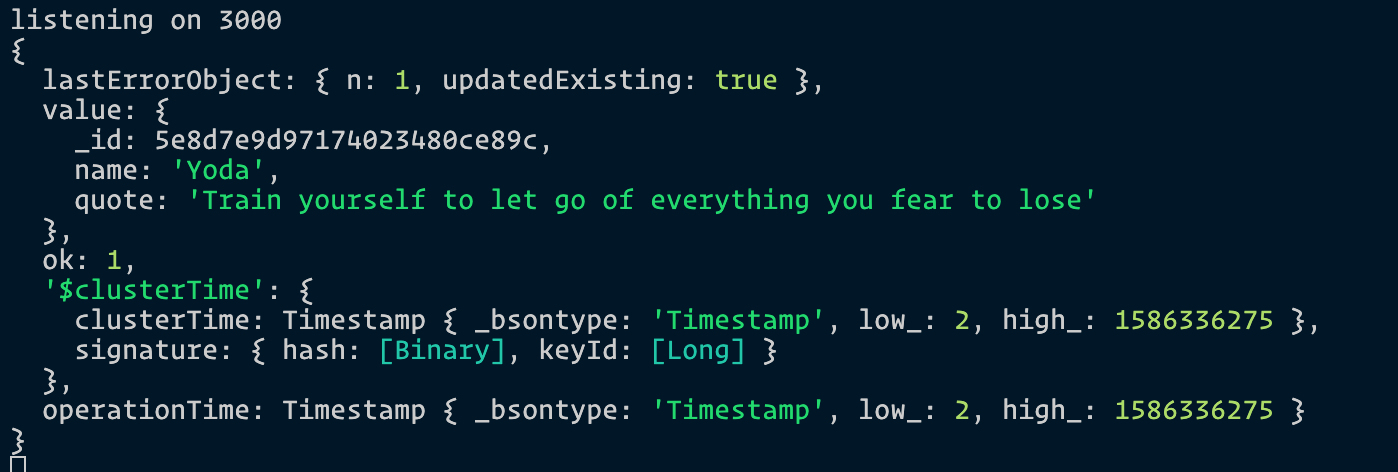 listening on 3000
{
  lastErrorObject: { n: 1, updatedExisting: true },
  value: {
    _id: 5e8d7e9d97174023480ce89c,
    name: 'Yoda',
    quote: 'Train yourself to let go of everything you fear to lose'
  },
  ok: 1,
  '$clusterTime': {
    clusterTime: Timestamp { _bsontype: 'Timestamp', low_: 2, high_: 1586336275 },
    signature: { hash: [Binary], keyId: [Long] }
  },
  operationTime: Timestamp { _bsontype: 'Timestamp', low_: 2, high_: 1586336275 }
}